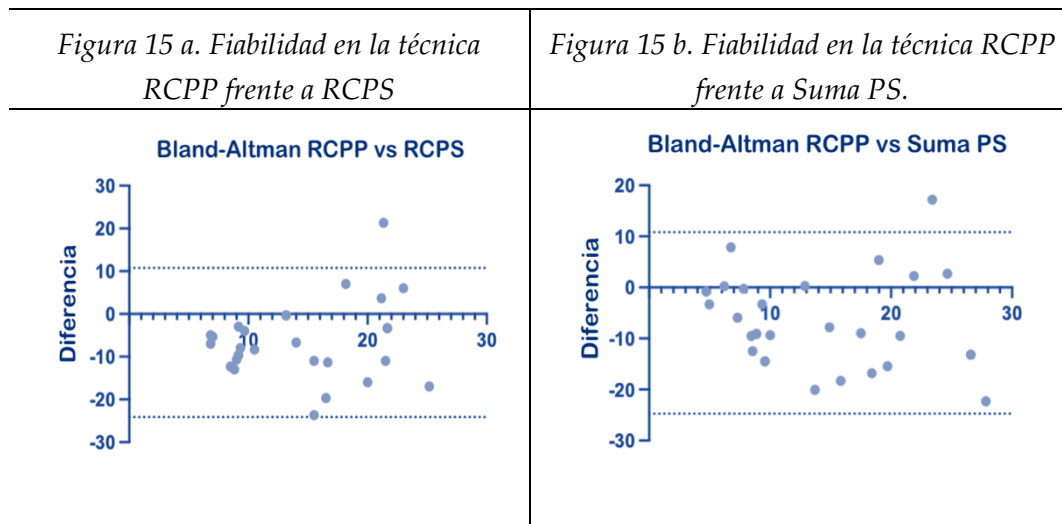 Figura 15 a. Fiabilidad en la técnica
RCPP frente a RCPS
Figura 15 b. Fiabilidad en la técnica RCPP
frente a Suma PS.
Bland-Altman RCPP vs RCPS
Diferencia
30
20
10
0
-10
-20
-30
10
20
30
Bland-Altman RCPP vs Suma PS
Diferencia
20
10
0
-10
-20
-30
10
20
30